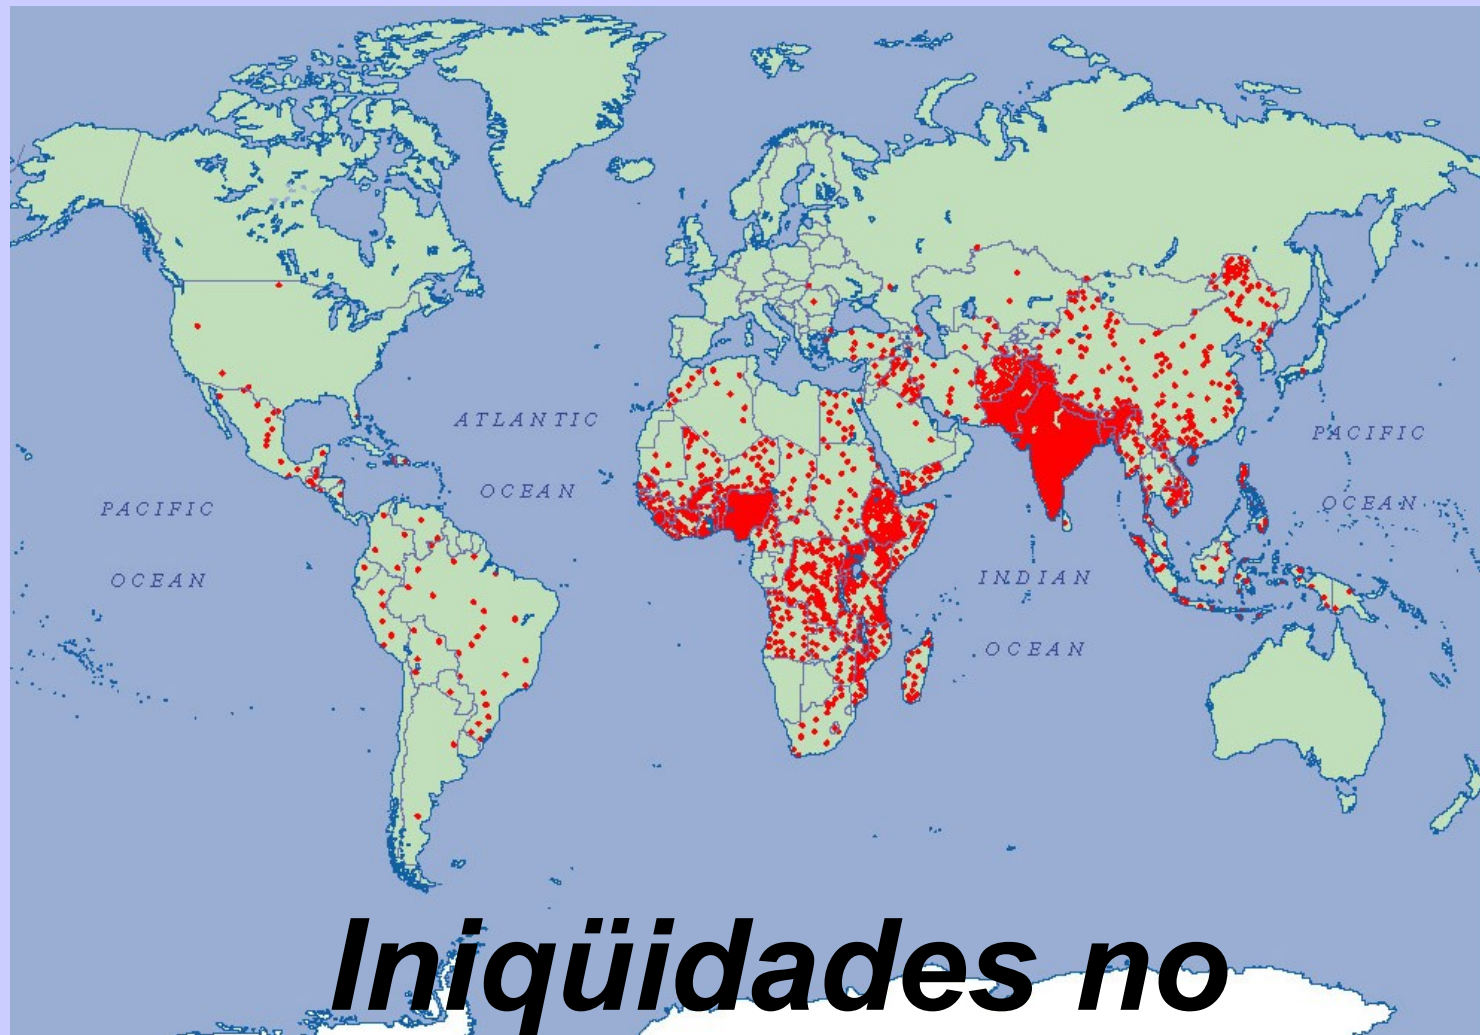 ATLANTIC
OCEAN
PACIFIC
OCEAN
PACIFIC
OCEAN
INDIAN
OCEAN
Iniqüidades no